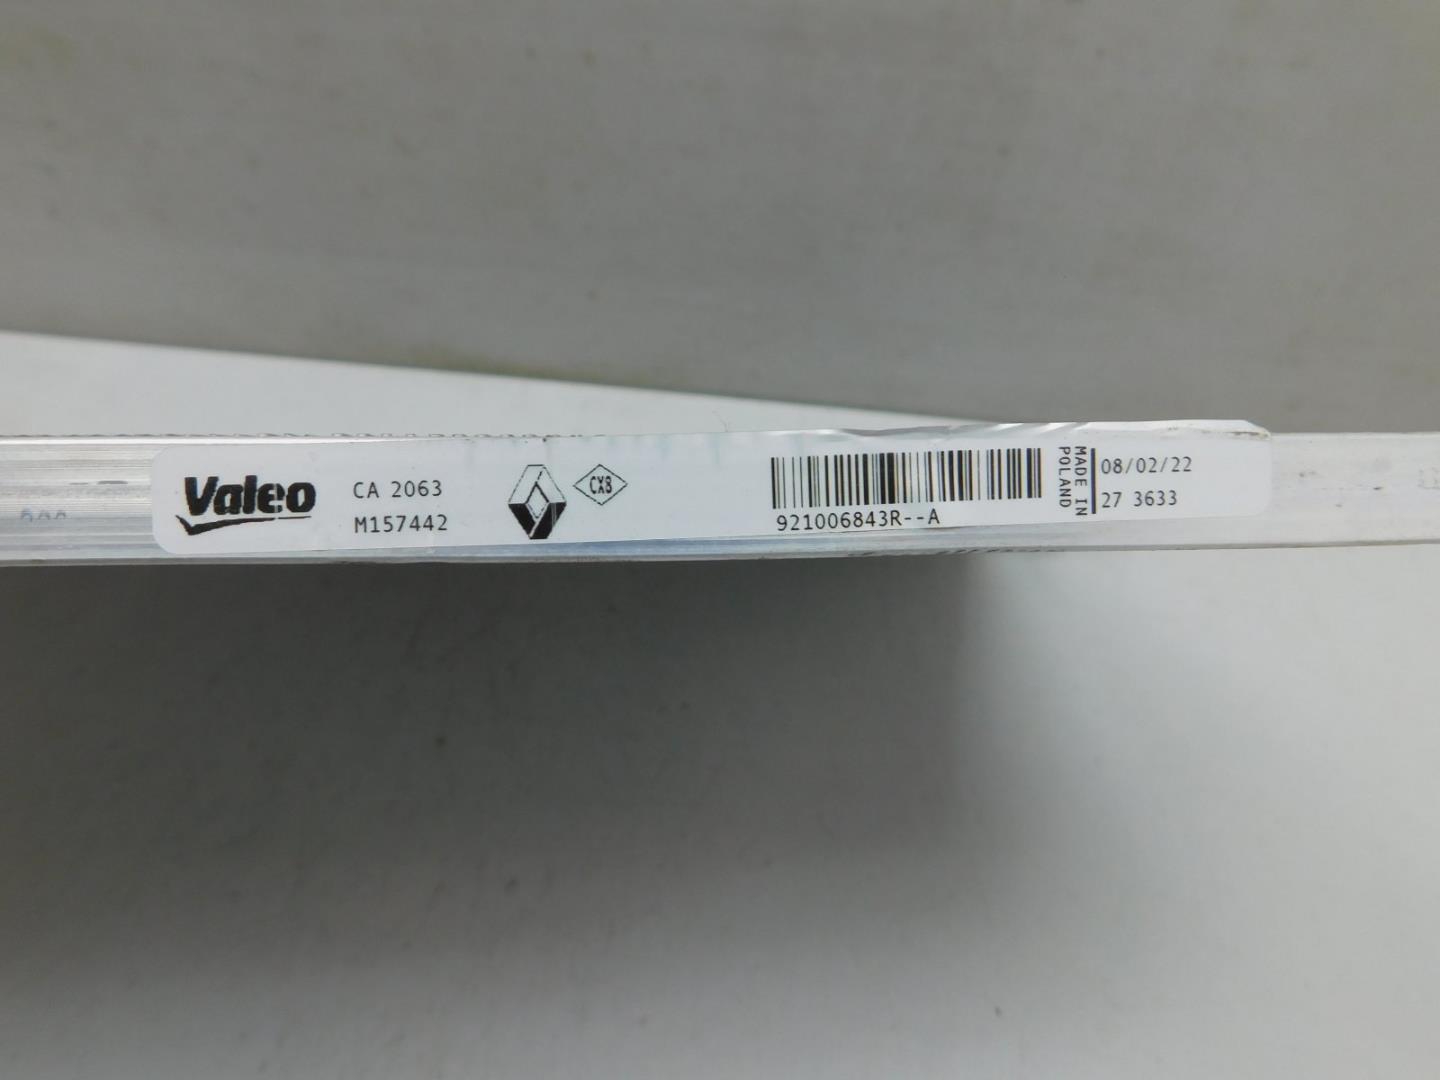 Valeo
CA 2063
M157442
CX8
921006843R--A
MADE IN
POLAND
08/02/22
27 3633